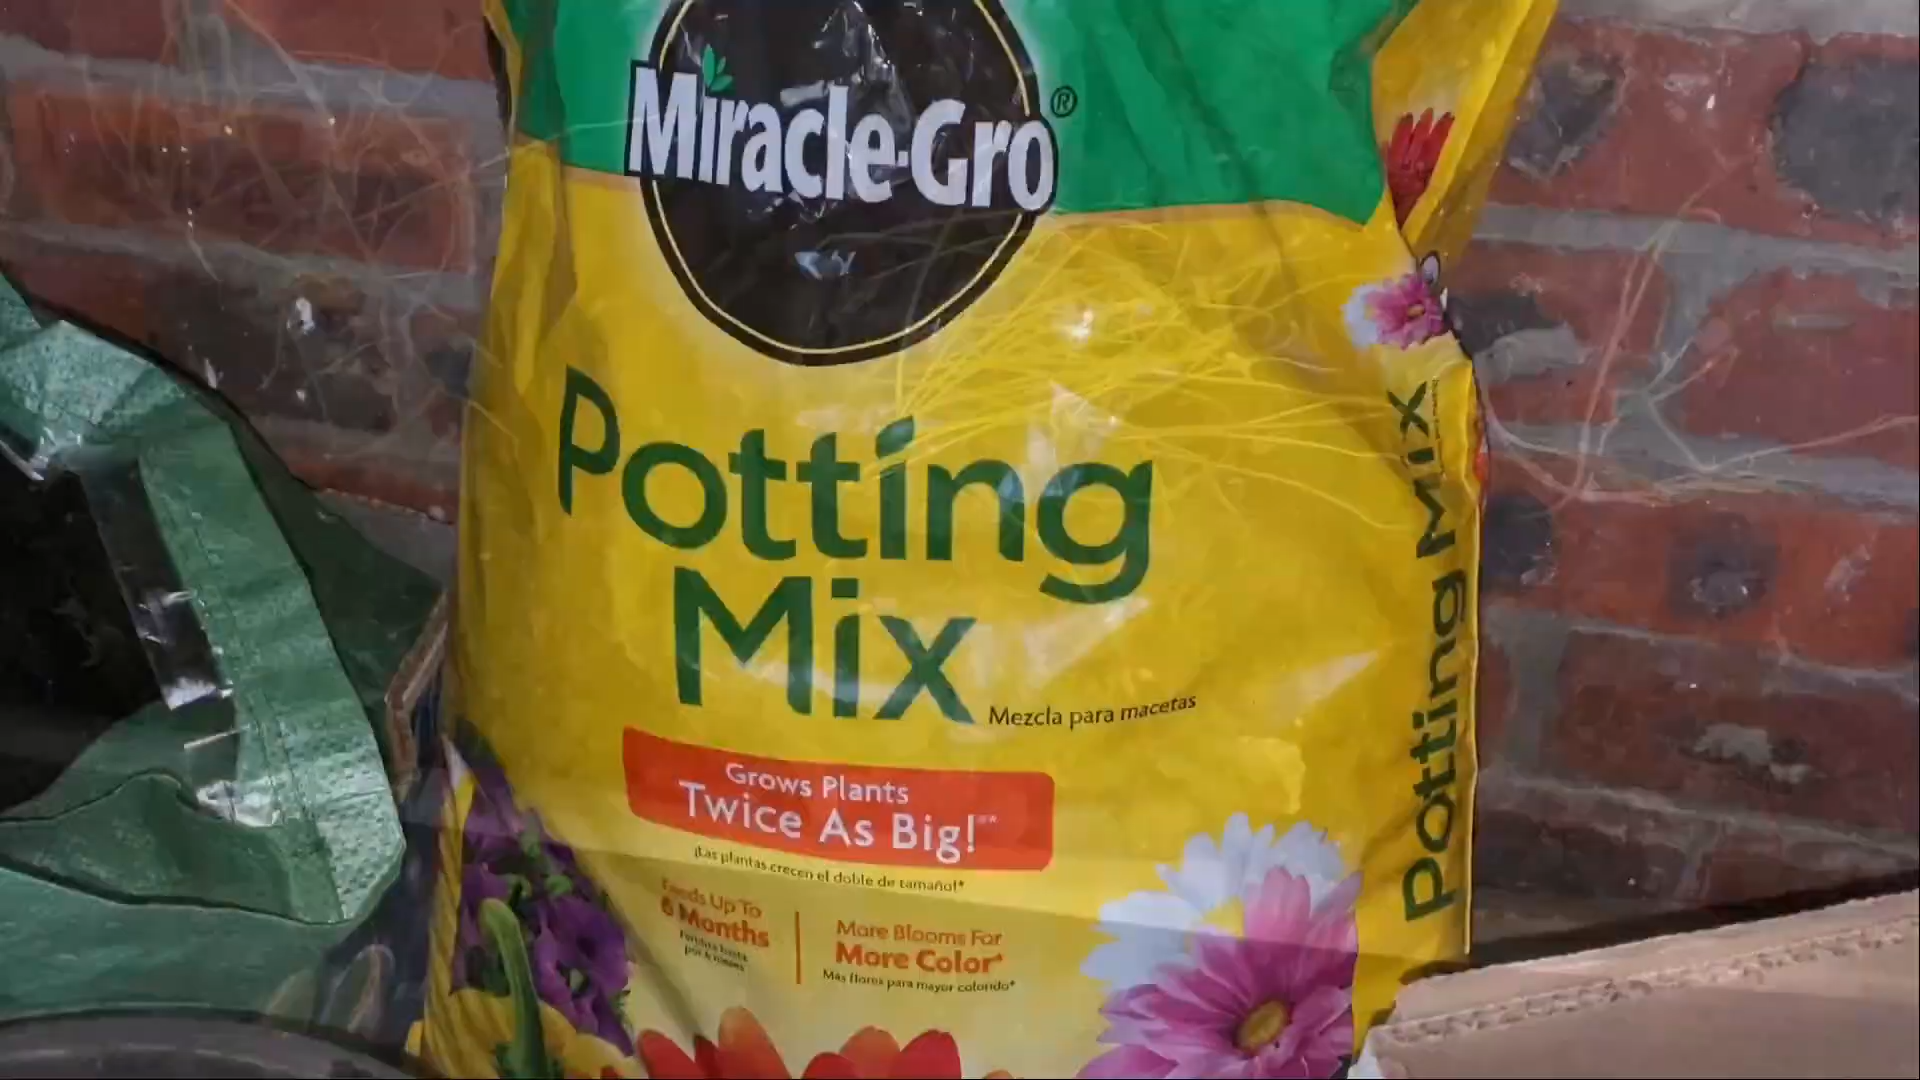 Miracle-Gro®
Potting
Mix
Mezcla para macetas
Grows Plants
Twice As Big!**
¡Las plantas crecen el doble de tamaño!*
Feeds Up To
6 Months
More Blooms For
More Color*
Más flores para mayor colorido*
Potting Mix